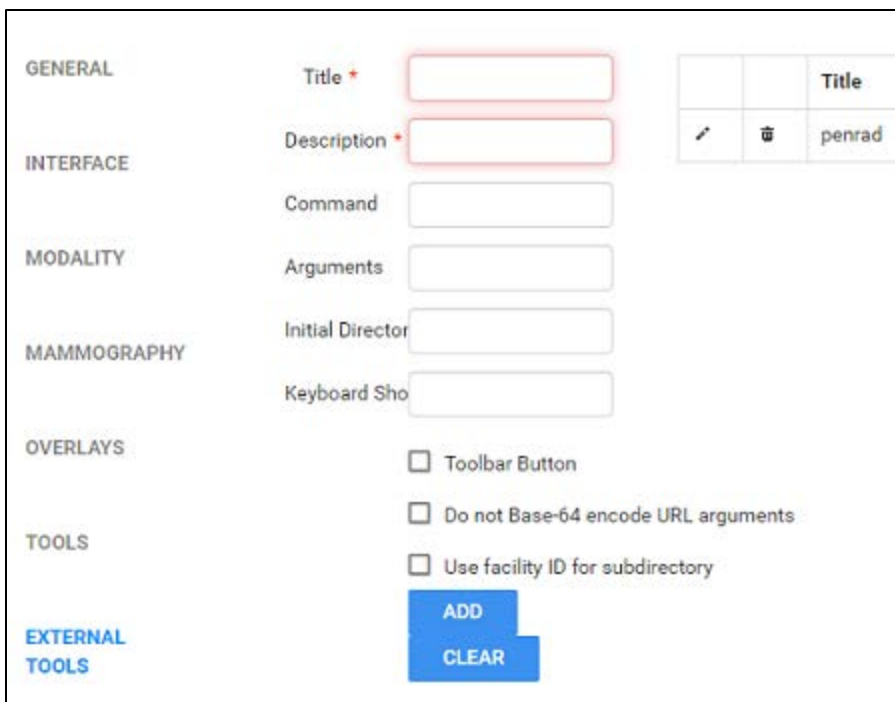 GENERAL
INTERFACE
MODALITY
MAMMOGRAPHY
OVERLAYS
TOOLS
EXTERNAL
TOOLS
Title *
Description *
Command
Arguments
Initial Director
Keyboard Sho
Toolbar Button
Do not Base-64 encode URL arguments
Use facility ID for subdirectory
ADD
CLEAR
Title
penrad